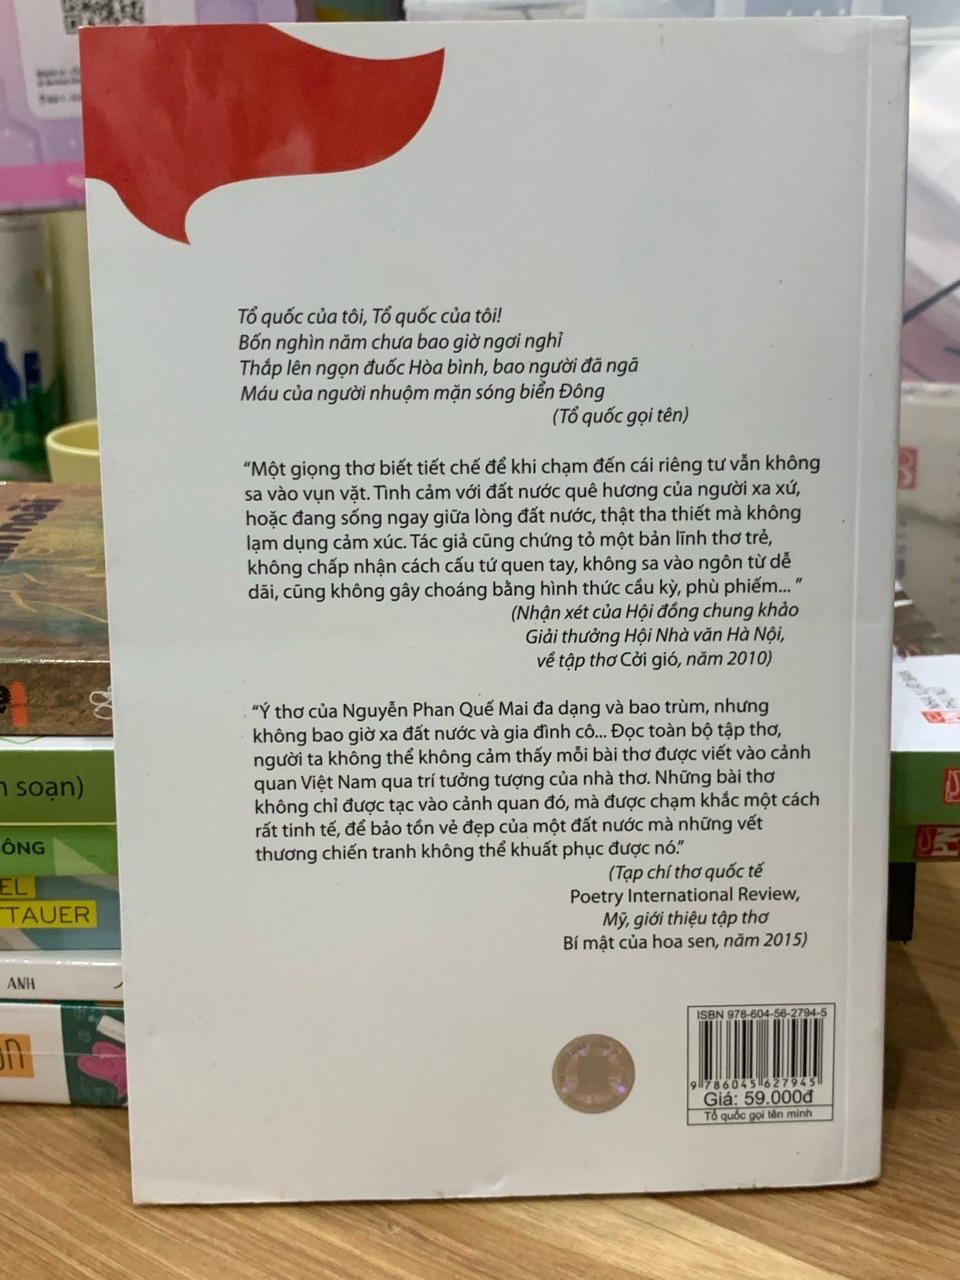 Tổ quốc của tôi, Tổ quốc của tôi!
Bốn nghìn năm chưa bao giờ ngơi nghỉ
Thắp lên ngọn đuốc Hòa bình, bao người đã ngã
Máu của người nhuộm mặn sóng biển Đông
(Tổ quốc gọi tên)
“Một giọng thơ biết tiết chế để khi chạm đến cái riêng tư vẫn không
sa vào vụn vặt. Tình cảm với đất nước quê hương của người xa xứ,
hoặc đang sống ngay giữa lòng đất nước, thật tha thiết mà không
lạm dụng cảm xúc. Tác giả cũng chứng tỏ một bản lĩnh thơ trẻ,
không chấp nhận cách cấu tứ quen tay, không sa vào ngôn từ dễ
dãi, cũng không gây choáng bằng hình thức cầu kỳ, phù phiếm... ”
(Nhận xét của Hội đồng chung khảo
Giải thưởng Hội Nhà văn Hà Nội,
về tập thơ Cởi gió, năm 2010)
“Ý thơ của Nguyễn Phan Quế Mai đa dạng và bao trùm, nhưng
không bao giờ xa đất nước và gia đình cô... Đọc toàn bộ tập thơ,
người ta không thể không cảm thấy mỗi bài thơ được viết vào cảnh
quan Việt Nam qua trí tưởng tượng của nhà thơ. Những bài thơ
không chỉ được tạc vào cảnh quan đó, mà được chạm khắc một cách
rất tinh tế, để bảo tồn vẻ đẹp của một đất nước mà những vết
thương chiến tranh không thể khuất phục được nó.”
(Tạp chí thơ quốc tế
Poetry International Review,
Mỹ, giới thiệu tập thơ
Bí mật của hoa sen, năm 2015)
ISBN 978-604-56-2794-5
9 786045 627945
Giá: 59.000đ
Tổ quốc gọi tên mình
soạn)
ÔNG
EL
TTAUER
ANH